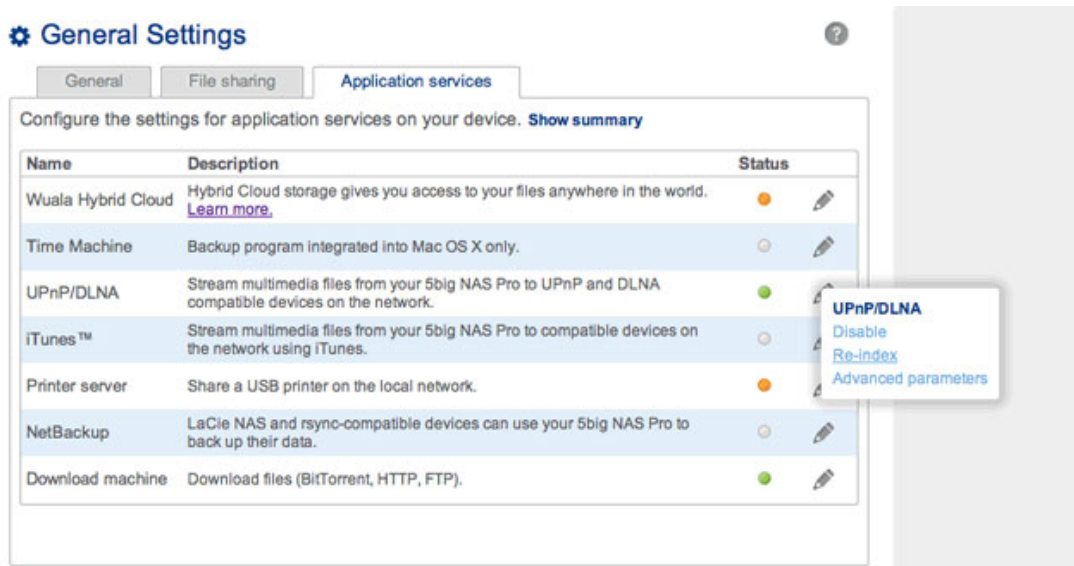 General Settings
?
General
File sharing
Application services
Configure the settings for application services on your device. Show summary
Name Description Status
Wuala Hybrid Cloud
Hybrid Cloud storage gives you access to your files anywhere in the world.
Learn more.
Time Machine
Backup program integrated into Mac OS X only.
UPnP/DLNA
Stream multimedia files from your 5big NAS Pro to UPnP and DLNA
compatible devices on the network.
iTunes™
Stream multimedia files from your 5big NAS Pro to compatible devices on
the network using iTunes.
Printer server
Share a USB printer on the local network.
NetBackup
LaCie NAS and rsync-compatible devices can use your 5big NAS Pro to
back up their data.
Download machine
Download files (BitTorrent, HTTP, FTP).
UPnP/DLNA
Disable
Re-index
Advanced parameters